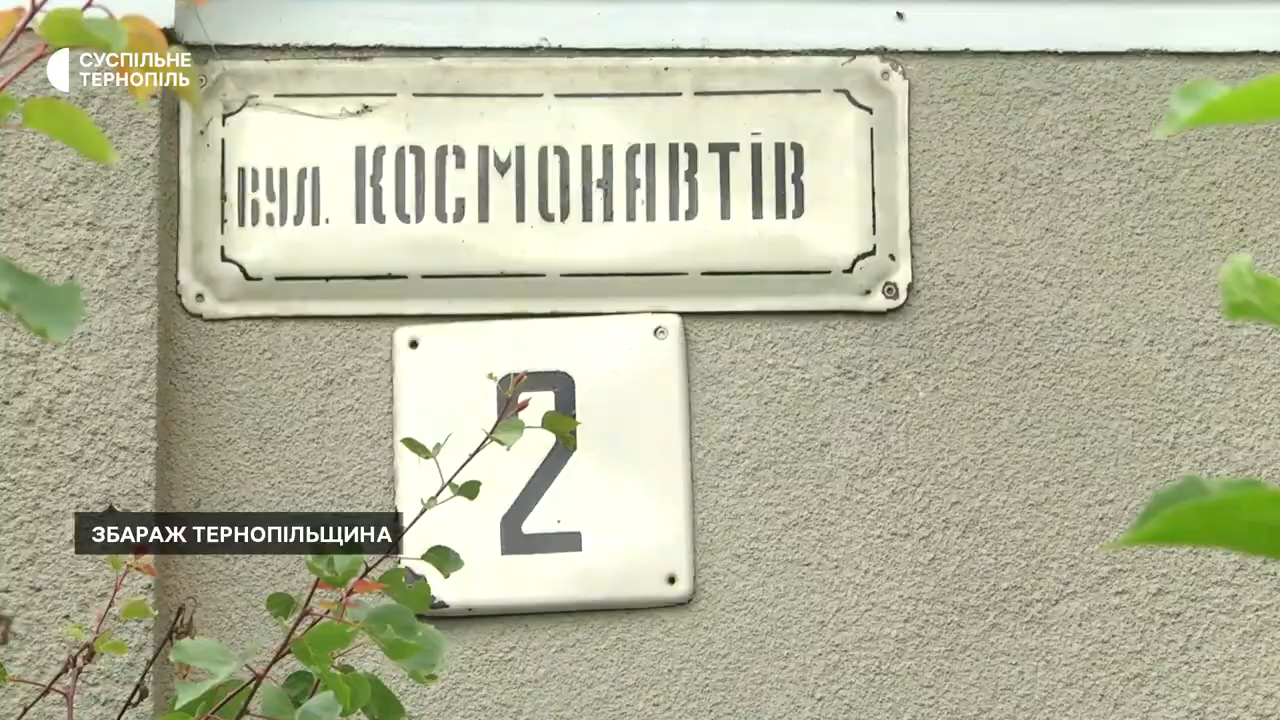 СУСПІЛЬНЕ
ТЕРНОПІЛЬ
ВУЛ. КОСМОНАВТІВ
2
ЗБАРАЖ ТЕРНОПІЛЬЩИНА